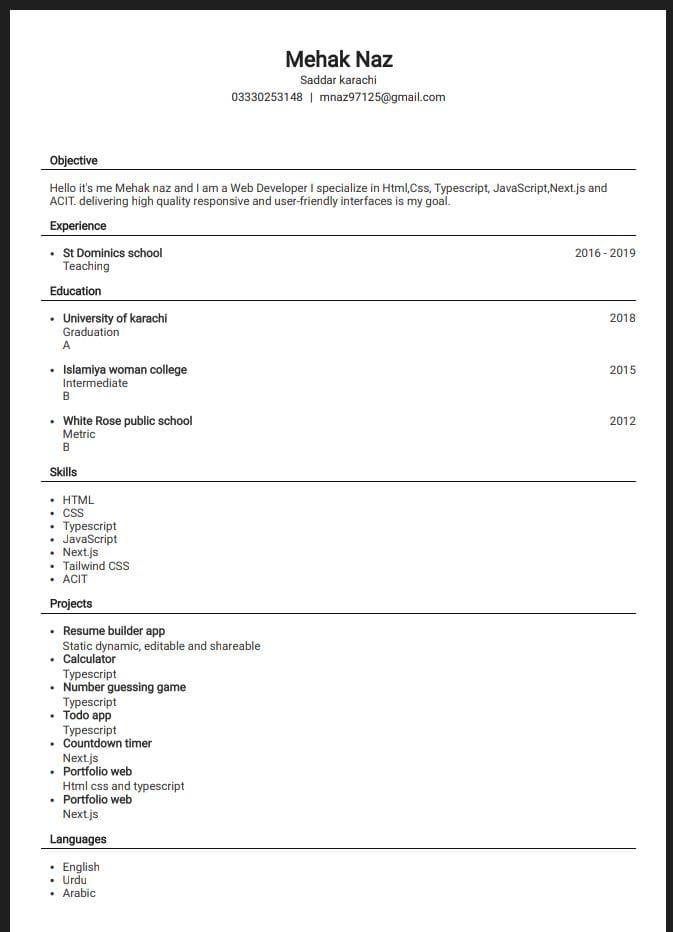 Mehak Naz
Saddar karachi
03330253148 | mnaz97125@gmail.com
Objective
Hello it's me Mehak naz and I am a Web Developer I specialize in Html,Css, Typescript, JavaScript,Next.js and
ACIT. delivering high quality responsive and user-friendly interfaces is my goal.
Experience
• St Dominics school 2016 - 2019
Teaching
Education
• University of karachi 2018
Graduation
A
• Islamiya woman college 2015
Intermediate
B
• White Rose public school 2012
Metric
B
Skills
• HTML
• CSS
• Typescript
• JavaScript
• Next.js
• Tailwind CSS
• ACIT
Projects
• Resume builder app
Static dynamic, editable and shareable
• Calculator
Typescript
• Number guessing game
Typescript
• Todo app
Typescript
• Countdown timer
Next.js
• Portfolio web
Html css and typescript
• Portfolio web
Next.js
Languages
• English
• Urdu
• Arabic